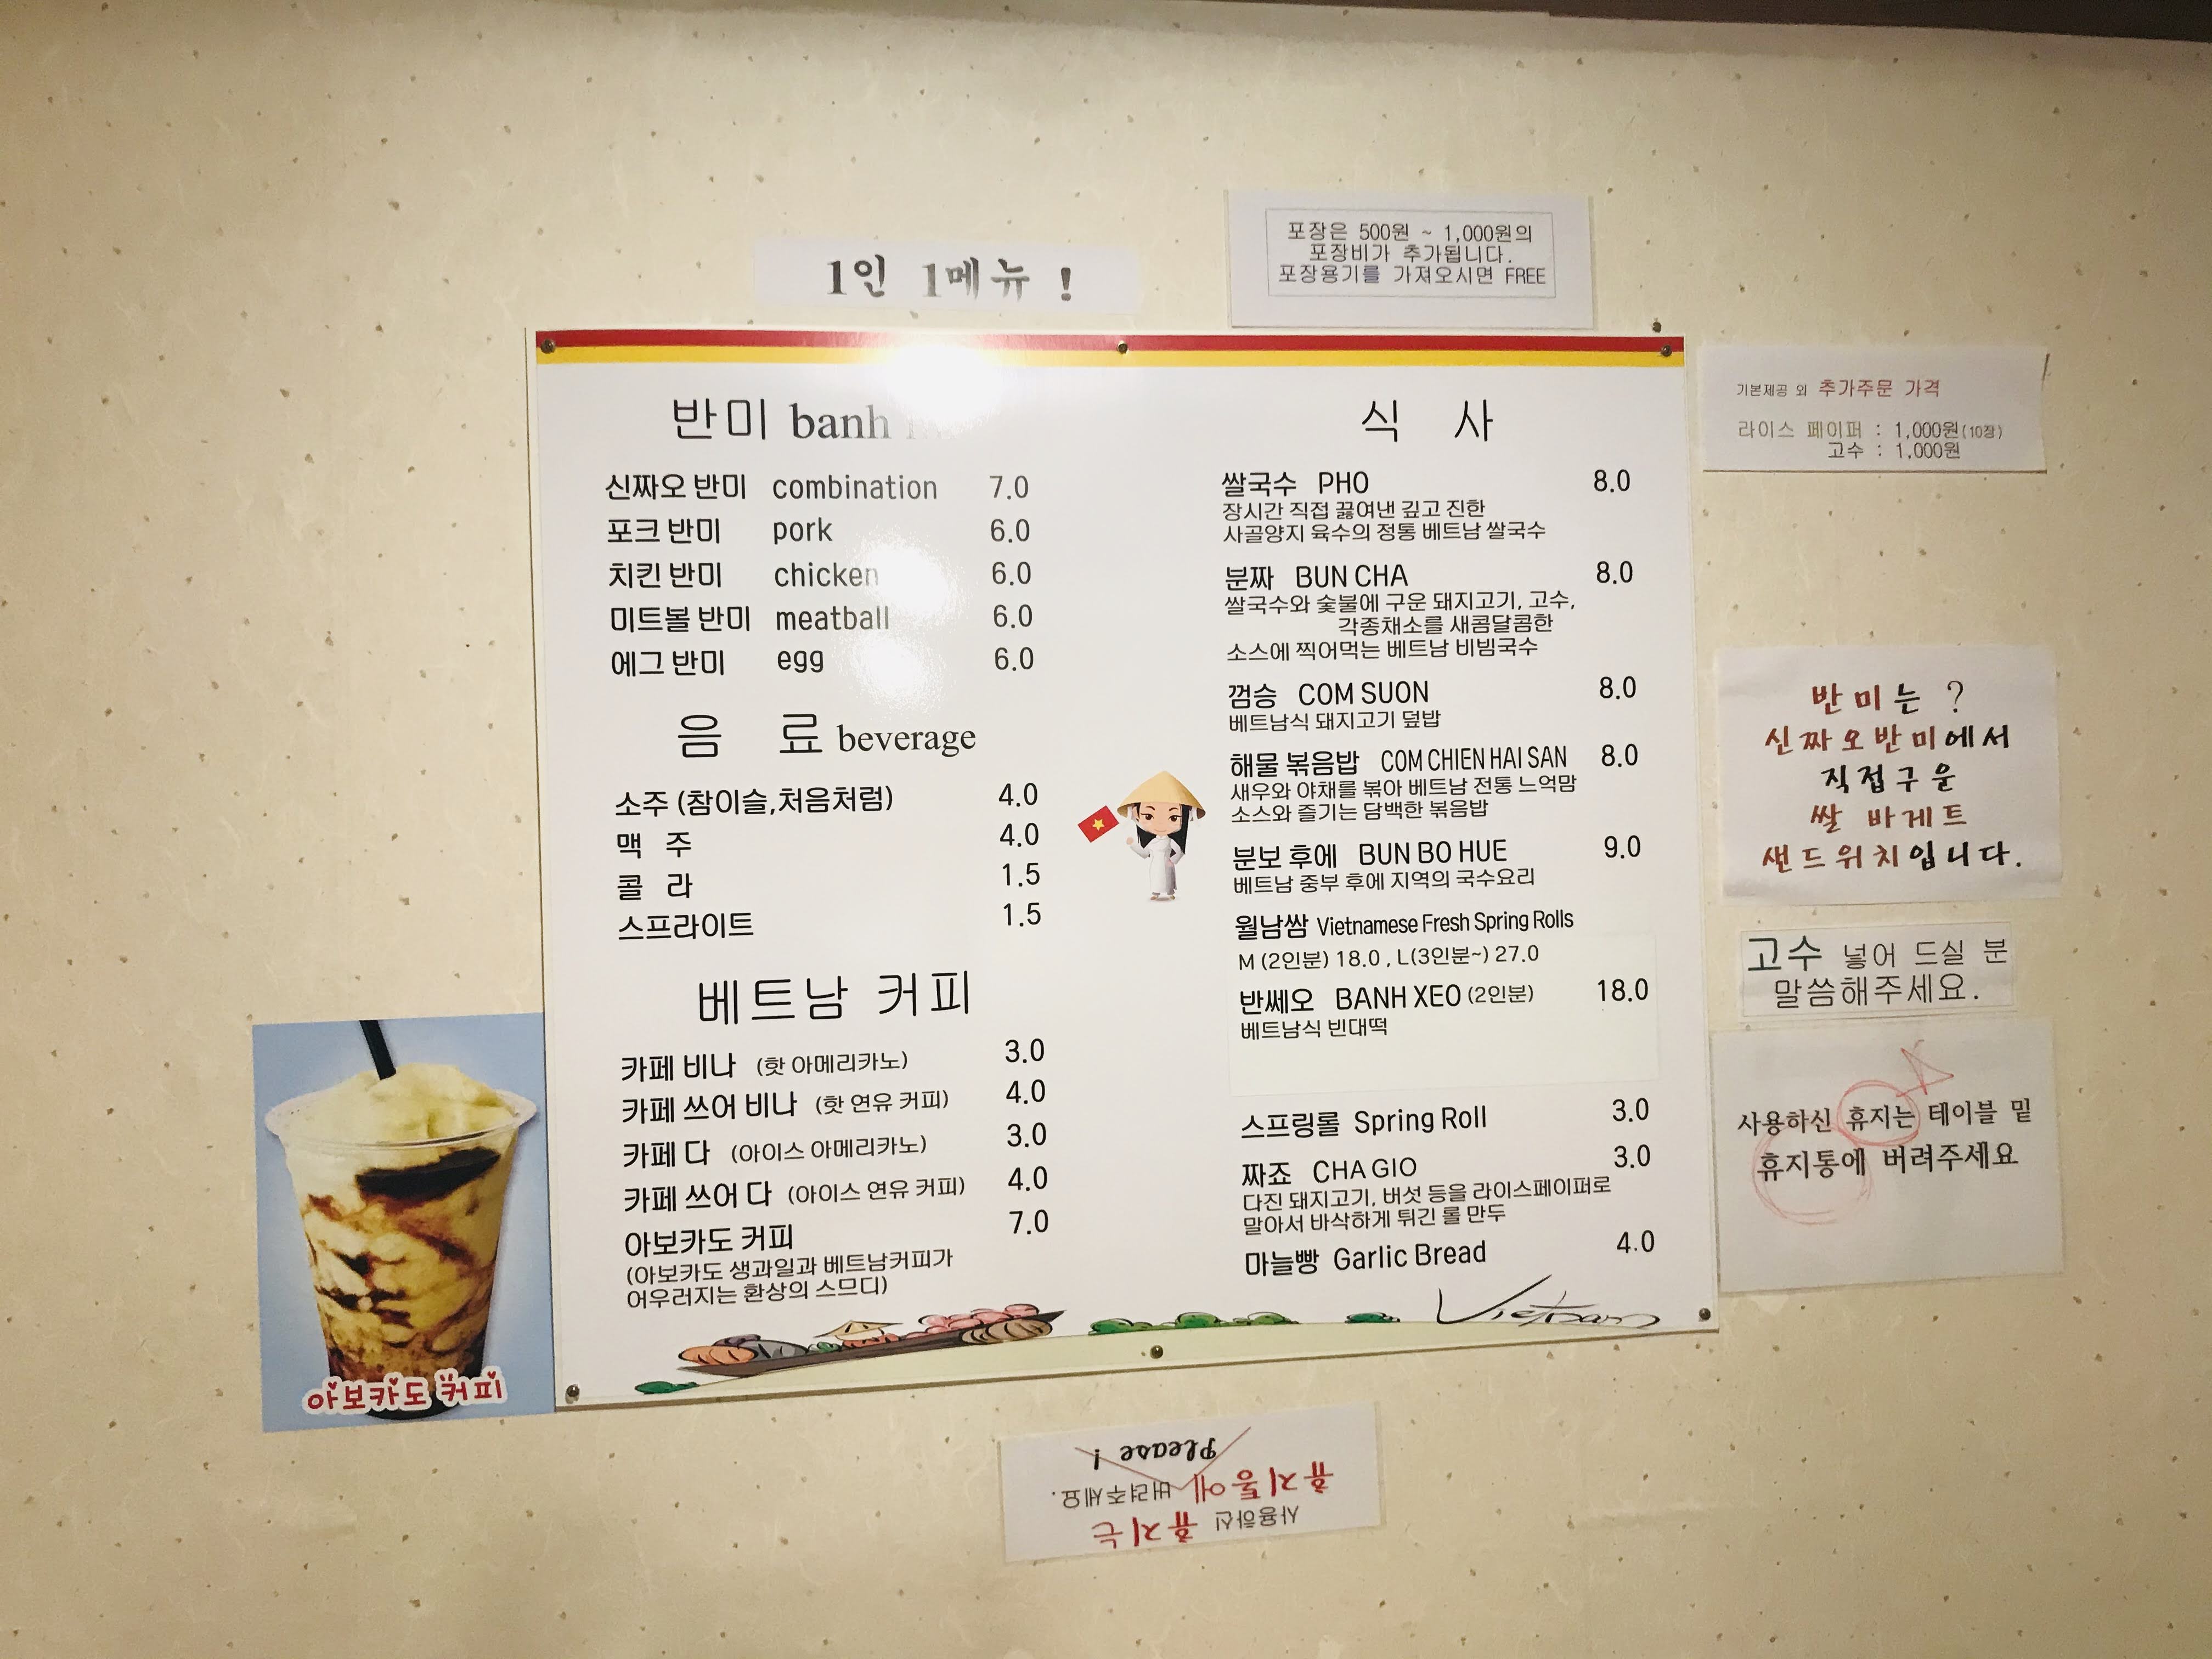 1인 1메뉴 !
포장은 500원 ~ 1,000원의
포장비가 추가됩니다.
포장용기를 가져오시면 FREE
반미 banh
신짜오 반미 combination 7.0
포크 반미 pork 6.0
치킨 반미 chicken 6.0
미트볼 반미 meatball 6.0
에그 반미 egg 6.0
음 료 beverage
소주 (참이슬,처음처럼) 4.0
맥 주 4.0
콜 라 1.5
스프라이트 1.5
베트남 커피
카페 비나 (핫 아메리카노) 3.0
카페 쓰어 비나 (핫 연유 커피) 4.0
카페 다 (아이스 아메리카노) 3.0
카페 쓰어 다 (아이스 연유 커피) 4.0
아보카도 커피 7.0
(아보카도 생과일과 베트남커피가
어우러지는 환상의 스므디)
식 사
쌀국수 PHO 8.0
장시간 직접 끓여낸 깊고 진한
사골양지 육수의 정통 베트남 쌀국수
분짜 BUN CHA 8.0
쌀국수와 숯불에 구운 돼지고기, 고수,
각종채소를 새콤달콤한
소스에 찍어먹는 베트남 비빔국수
껌승 COM SUON 8.0
베트남식 돼지고기 덮밥
해물 볶음밥 COM CHIEN HAI SAN 8.0
새우와 야채를 볶아 베트남 전통 느억맘
소스와 즐기는 담백한 볶음밥
분보 후에 BUN BO HUE 9.0
베트남 중부 후에 지역의 국수요리
월남쌈 Vietnamese Fresh Spring Rolls
M (2인분) 18.0 , L(3인분~) 27.0
반쎄오 BANH XEO (2인분) 18.0
베트남식 빈대떡
스프링롤 Spring Roll 3.0
짜죠 CHA GIO 3.0
다진 돼지고기, 버섯 등을 라이스페이퍼로
말아서 바삭하게 튀긴 롤 만두
마늘빵 Garlic Bread 4.0
Vietnam
기본제공 외 추가주문 가격
라이스 페이퍼 : 1,000원(10장)
고수 : 1,000원
반미는 ?
신짜오반미에서
직접구운
쌀 바게트
샌드위치입니다.
고수 넣어 드실 분
말씀해주세요.
사용하신 휴지는 테이블 밑
휴지통에 버려주세요
아보카도 커피
사용하신 휴지는
휴지통에 버려주세요.
Please !